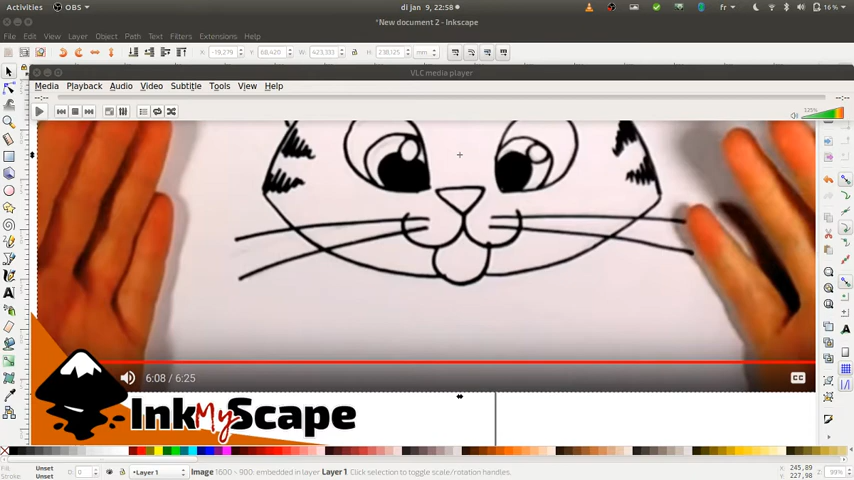 Activities OBS di jan 9, 22:58 fr 16 %
*New document 2 - Inkscape
File Edit View Layer Object Path Text Filters Extensions Help
X: -19,279 Y: 68,420 W: 423,333 H: 238,125 mm
VLC media player
Media Playback Audio Video Subtitle Tools View Help
--:-- --:--
125%
6:08 / 6:25 CC
InkMyScape
Fill: Unset
Stroke: Unset
O: 0 Layer 1 Image 1600 × 900: embedded in layer Layer 1. Click selection to toggle scale/rotation handles.
X: 245,89
Y: 227,98
Z: 99%